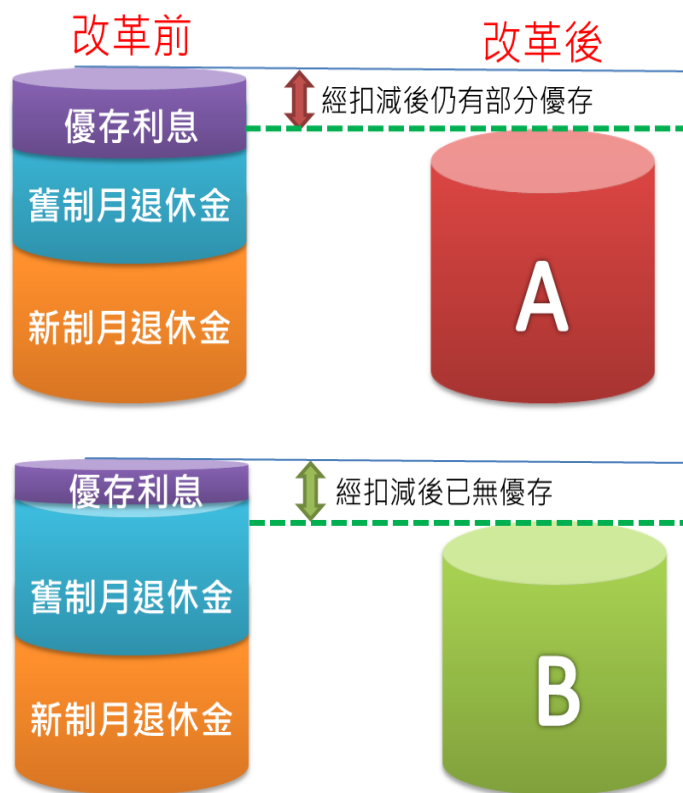 改革前
改革後
經扣減後仍有部分優存
優存利息
舊制月退休金
新制月退休金
A
經扣減後已無優存
優存利息
舊制月退休金
新制月退休金
B